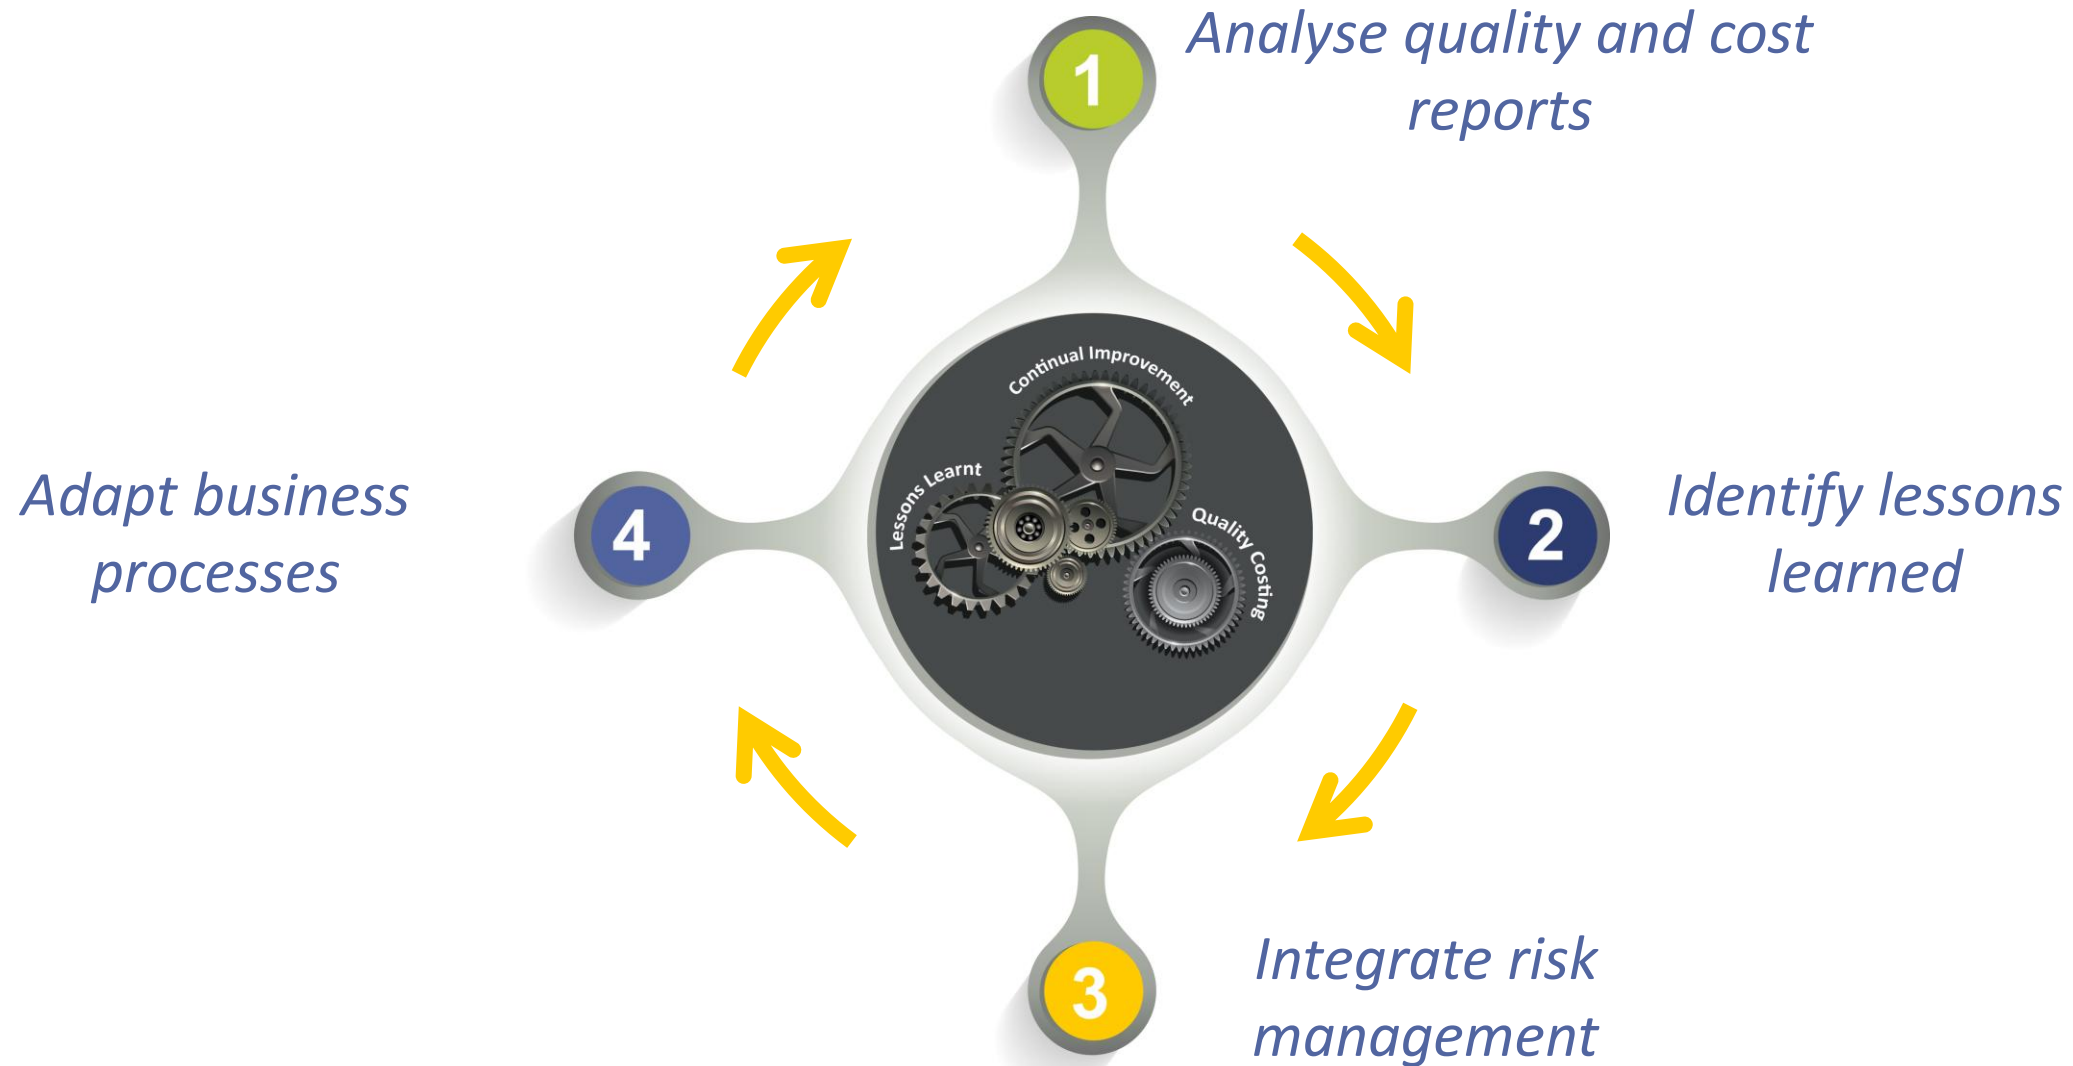 1
Analyse quality and cost
reports
Continual Improvement
Lessons Learnt
Quality Costing
4
Adapt business
processes
2
Identify lessons
learned
3
Integrate risk
management